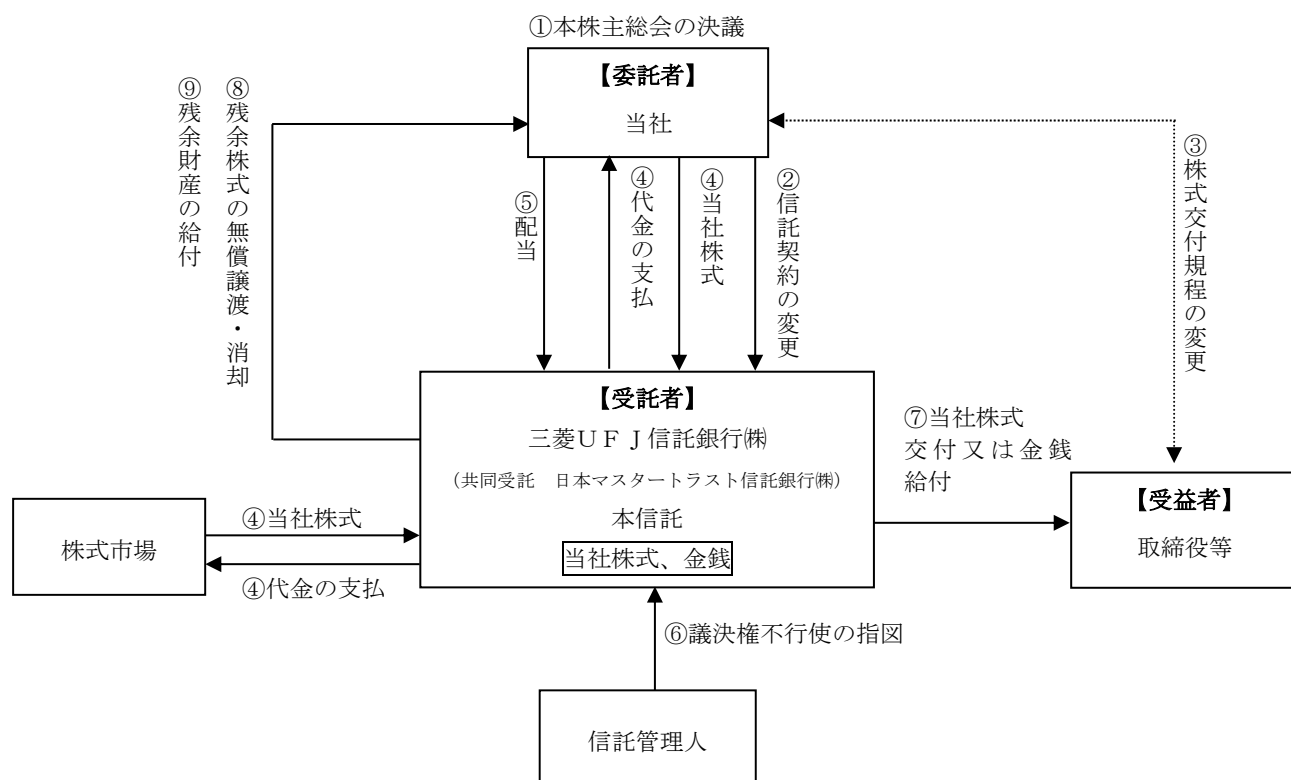 ①本株主総会の決議
【委託者】
当社
⑨残余財産の給付
⑧残余株式の無償譲渡・消却
⑤配当
④代金の支払
④当社株式
②信託契約の変更
③株式交付規程の変更
【受託者】
三菱UFJ信託銀行㈱
（共同受託　日本マスタートラスト信託銀行㈱）
本信託
当社株式、金銭
株式市場
④当社株式
④代金の支払
⑦当社株式
交付又は金銭
給付
【受益者】
取締役等
⑥議決権不行使の指図
信託管理人